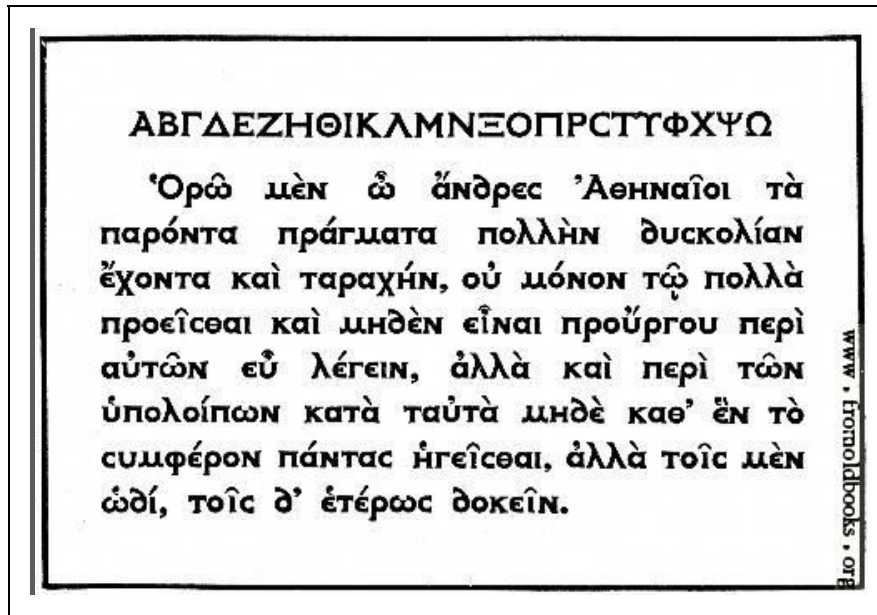 ΑΒΓΔΕΖΗΘΙΚΛΜΝΞΟΠΡϹΤΥΦΧΨΩ
Ὁρῶ μὲν ὦ ἄνδρεϲ Ἀθηναῖοι τὰ
παρόντα πράγματα πολλὴν δυϲκολίαν
ἔχοντα καὶ ταραχήν, οὐ μόνον τῷ πολλὰ
προεῖϲθαι καὶ μηδὲν εἶναι προὔργου περὶ
αὐτῶν εὖ λέγειν, ἀλλὰ καὶ περὶ τῶν
ὑπολοίπων κατὰ ταὐτὰ μηδὲ καθ’ ἓν τὸ
ϲυμφέρον πάνταϲ ἡγεῖϲθαι, ἀλλὰ τοῖϲ μὲν
ὡδί, τοῖϲ δ’ ἑτέρωϲ δοκεῖν.
www . fromoldbooks . org